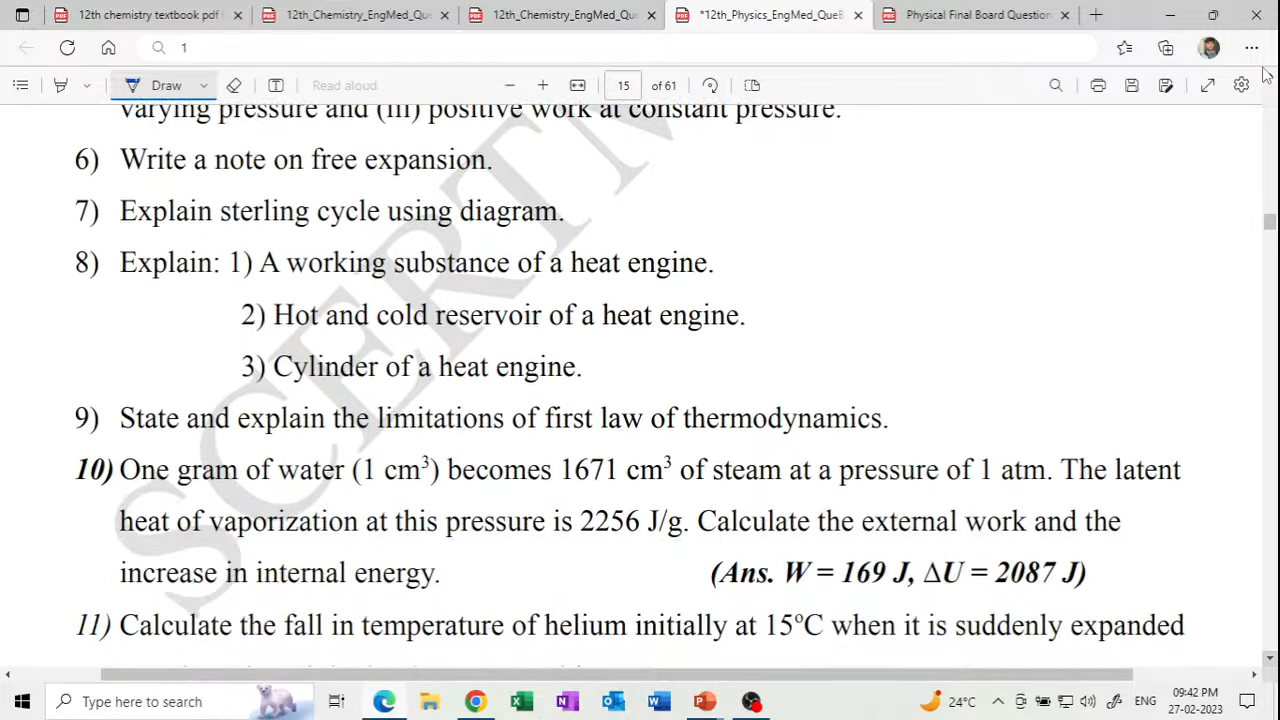 12th chemistry textbook pdf
12th_Chemistry_EngMed_Que
12th_Chemistry_EngMed_Que
*12th_Physics_EngMed_QueB
Physical Final Board Question
1
Draw
Read aloud
15 of 61
varying pressure and (iii) positive work at constant pressure.
6) Write a note on free expansion.
7) Explain sterling cycle using diagram.
8) Explain: 1) A working substance of a heat engine.
2) Hot and cold reservoir of a heat engine.
3) Cylinder of a heat engine.
9) State and explain the limitations of first law of thermodynamics.
10) One gram of water (1 cm³) becomes 1671 cm³ of steam at a pressure of 1 atm. The latent
heat of vaporization at this pressure is 2256 J/g. Calculate the external work and the
increase in internal energy. (Ans. W = 169 J, ΔU = 2087 J)
11) Calculate the fall in temperature of helium initially at 15°C when it is suddenly expanded
SCERTM
Type here to search
24°C
ENG
09:42 PM
27-02-2023